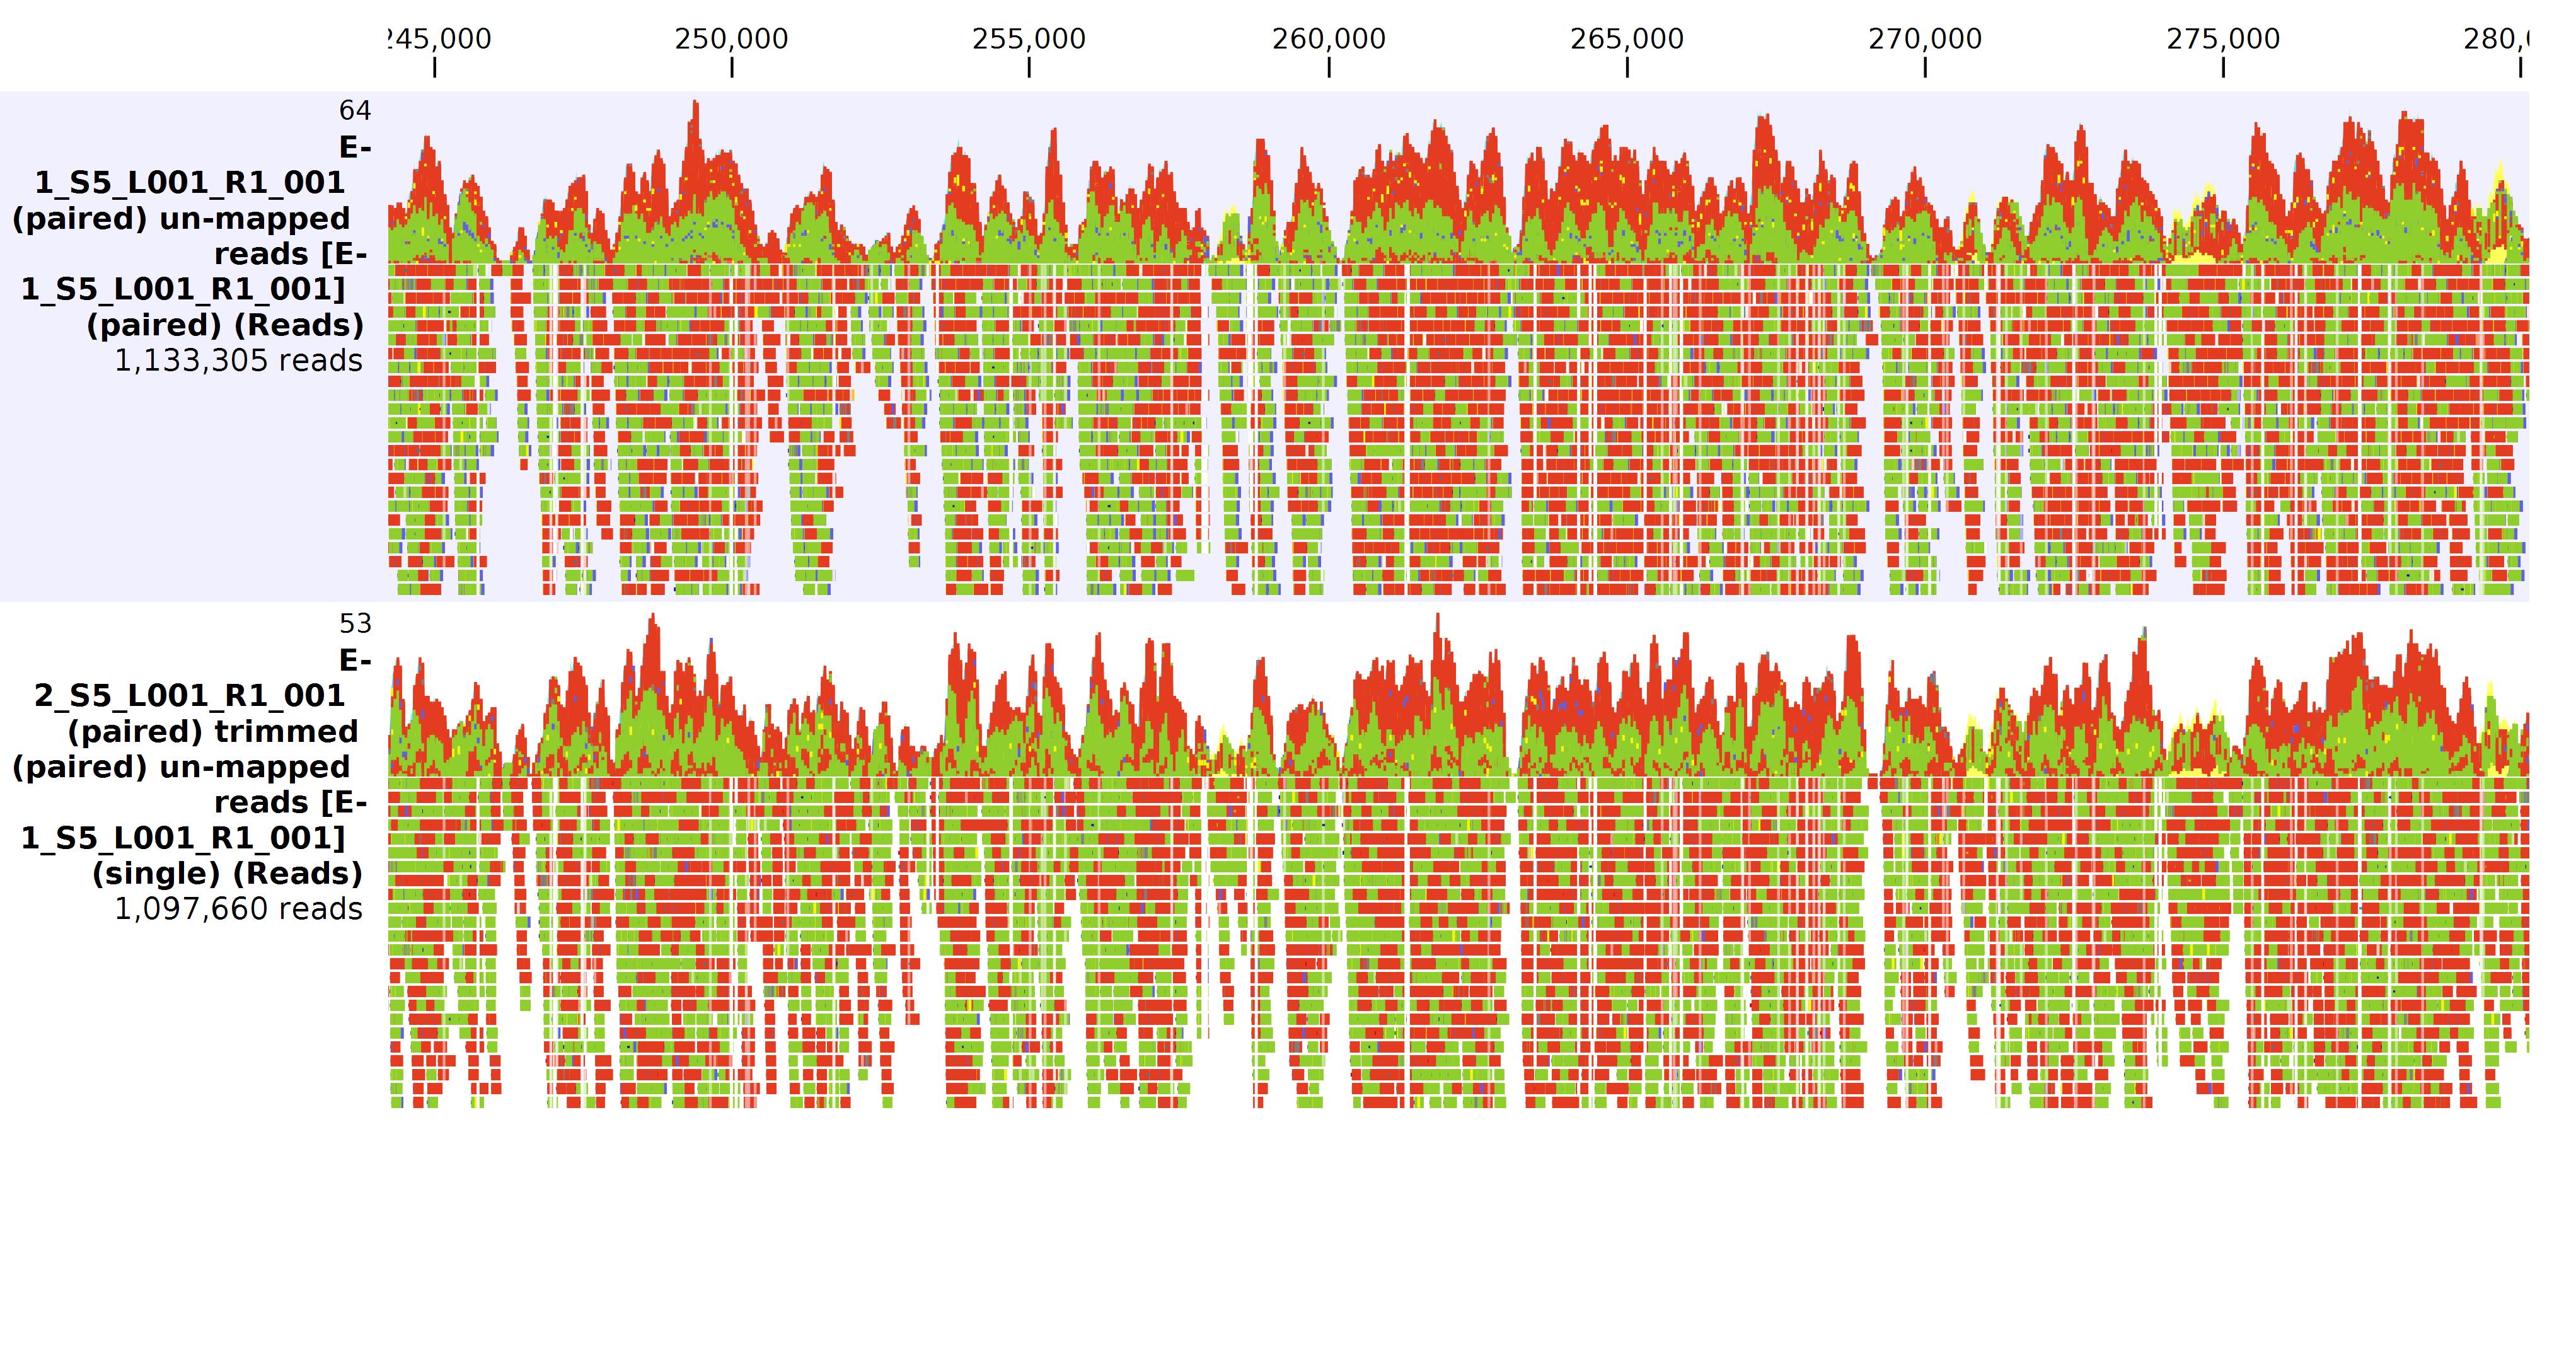 245,000 250,000 255,000 260,000 265,000 270,000 275,000 280,0
64
E-
1_S5_L001_R1_001
(paired) un-mapped
reads [E-
1_S5_L001_R1_001]
(paired) (Reads)
1,133,305 reads
53
E-
2_S5_L001_R1_001
(paired) trimmed
(paired) un-mapped
reads [E-
1_S5_L001_R1_001]
(single) (Reads)
1,097,660 reads